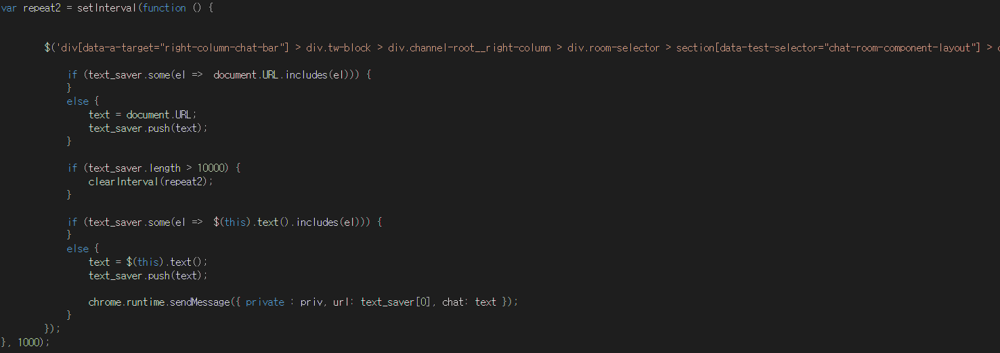 var repeat2 = setInterval(function () {
$('div[data-a-target="right-column-chat-bar"] > div.tw-block > div.channel-root__right-column > div.room-selector > section[data-test-selector="chat-room-component-layout"] >
if (text_saver.some(el => document.URL.includes(el))) {
}
else {
text = document.URL;
text_saver.push(text);
}
if (text_saver.length > 10000) {
clearInterval(repeat2);
}
if (text_saver.some(el => $(this).text().includes(el))) {
}
else {
text = $(this).text();
text_saver.push(text);
chrome.runtime.sendMessage({ private : priv, url: text_saver[0], chat: text });
}
});
}, 1000);